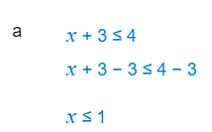 a x + 3 ≤ 4
x + 3 − 3 ≤ 4 − 3
x ≤ 1